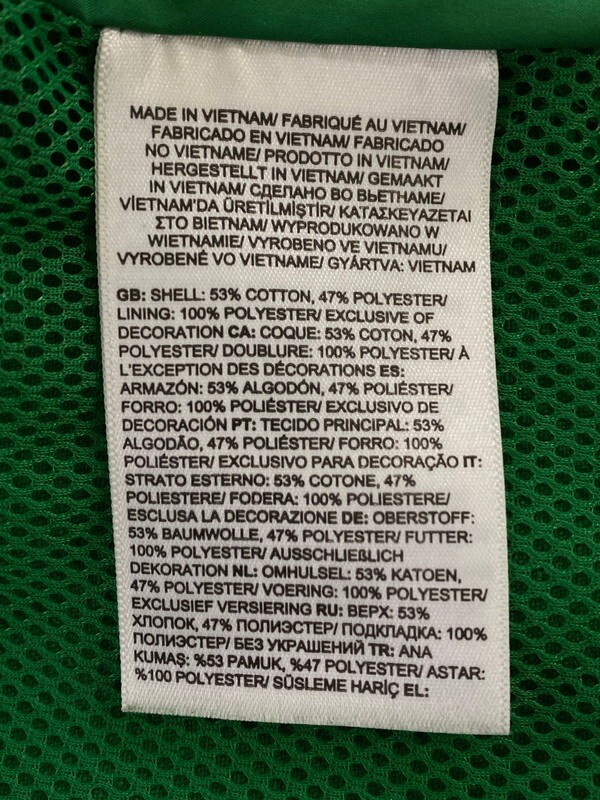 MADE IN VIETNAM/ FABRIQUÉ AU VIETNAM/
FABRICADO EN VIETNAM/ FABRICADO
NO VIETNAME/ PRODOTTO IN VIETNAM/
HERGESTELLT IN VIETNAM/ GEMAAKT
IN VIETNAM/ СДЕЛАНО ВО ВЬЕТНАМЕ/
VİETNAM'DA ÜRETİLMİŞTİR/ ΚΑΤΑΣΚΕΥΑΖΕΤΑΙ
ΣΤΟ ΒΙΕΤΝΑΜ/ WYPRODUKOWANO W
WIETNAMIE/ VYROBENO VE VIETNAMU/
VYROBENÉ VO VIETNAME/ GYÁRTVA: VIETNAM
GB: SHELL: 53% COTTON, 47% POLYESTER/
LINING: 100% POLYESTER/ EXCLUSIVE OF
DECORATION CA: COQUE: 53% COTON, 47%
POLYESTER/ DOUBLURE: 100% POLYESTER/ À
L'EXCEPTION DES DÉCORATIONS ES:
ARMAZÓN: 53% ALGODÓN, 47% POLIÉSTER/
FORRO: 100% POLIÉSTER/ EXCLUSIVO DE
DECORACIÓN PT: TECIDO PRINCIPAL: 53%
ALGODÃO, 47% POLIÉSTER/ FORRO: 100%
POLIÉSTER/ EXCLUSIVO PARA DECORAÇÃO IT:
STRATO ESTERNO: 53% COTONE, 47%
POLIESTERE/ FODERA: 100% POLIESTERE/
ESCLUSA LA DECORAZIONE DE: OBERSTOFF:
53% BAUMWOLLE, 47% POLYESTER/ FUTTER:
100% POLYESTER/ AUSSCHLIEßLICH
DEKORATION NL: OMHULSEL: 53% KATOEN,
47% POLYESTER/ VOERING: 100% POLYESTER/
EXCLUSIEF VERSIERING RU: ВЕРХ: 53%
ХЛОПОК, 47% ПОЛИЭСТЕР/ ПОДКЛАДКА: 100%
ПОЛИЭСТЕР/ БЕЗ УКРАШЕНИЙ TR: ANA
KUMAŞ: %53 PAMUK, %47 POLYESTER/ ASTAR:
%100 POLYESTER/ SÜSLEME HARİÇ EL: